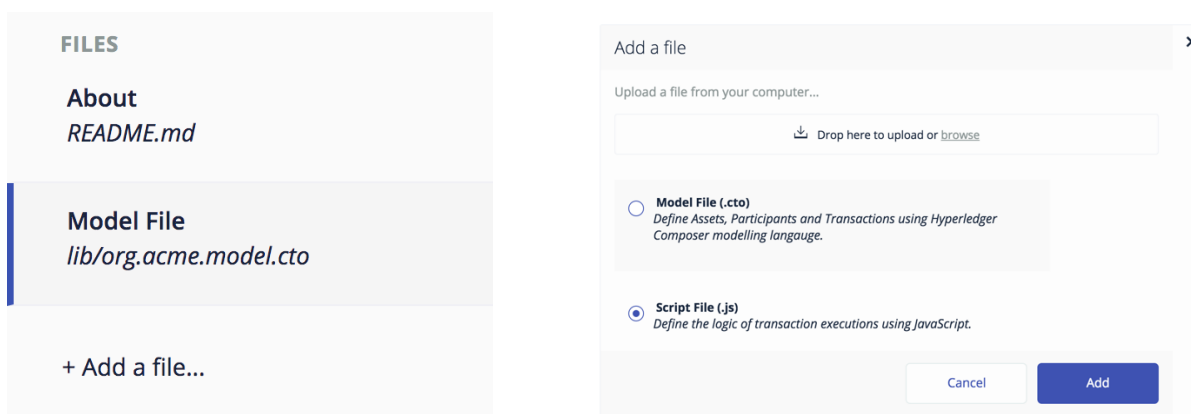 FILES
About
README.md
Model File
lib/org.acme.model.cto
+ Add a file...
Add a file
Upload a file from your computer...
Drop here to upload or browse
Model File (.cto)
Define Assets, Participants and Transactions using Hyperledger
Composer modelling langauge.
Script File (.js)
Define the logic of transaction executions using JavaScript.
Cancel
Add